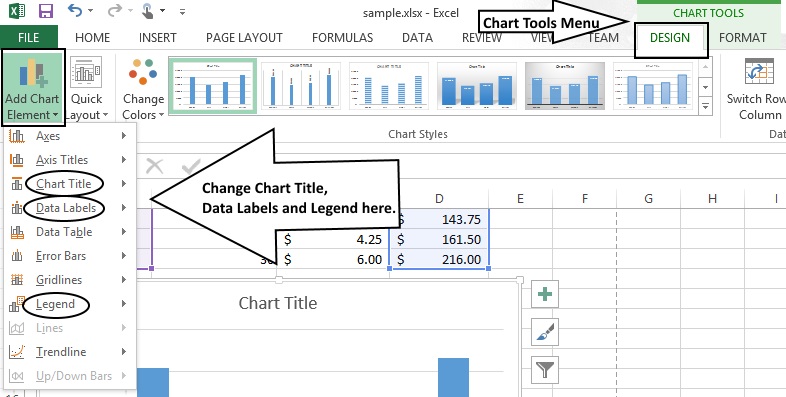 sample.xlsx - Excel
CHART TOOLS
Chart Tools Menu
FILE HOME INSERT PAGE LAYOUT FORMULAS DATA REVIEW TEAM DESIGN FORMAT
Add Chart Element
Quick Layout
Change Colors
Switch Row
Column
Chart Styles
Axes
Axis Titles
Chart Title
Data Labels
Data Table
Error Bars
Gridlines
Legend
Lines
Trendline
Up/Down Bars
Change Chart Title,
Data Labels and Legend here.
D E F G H I
$ 143.75
$ 4.25 $ 161.50
$ 6.00 $ 216.00
Chart Title